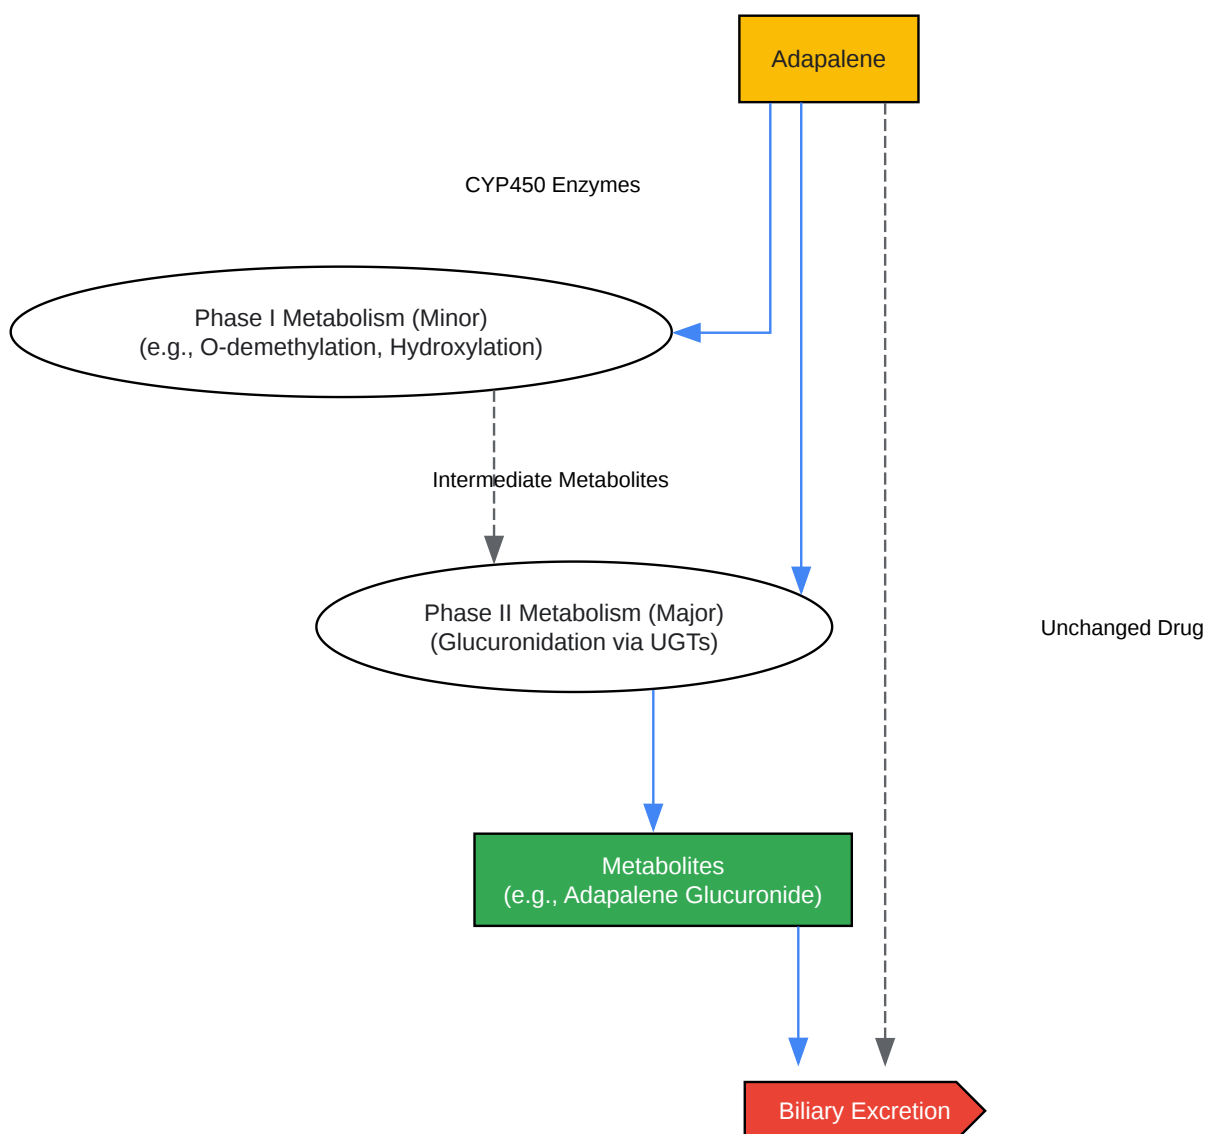 Adapalene
CYP450 Enzymes
Phase I Metabolism (Minor)
(e.g., O-demethylation, Hydroxylation)
Intermediate Metabolites
Phase II Metabolism (Major)
(Glucuronidation via UGTs)
Unchanged Drug
Metabolites
(e.g., Adapalene Glucuronide)
Biliary Excretion